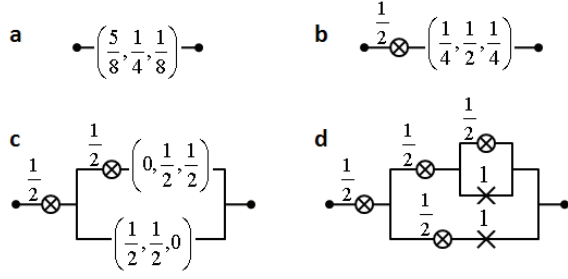 a (5/8, 1/4, 1/8)
b 1/2 (1/4, 1/2, 1/4)
c 1/2 1/2 (0, 1/2, 1/2)
(1/2, 1/2, 0)
d 1/2 1/2 1/2
1
1/2 1